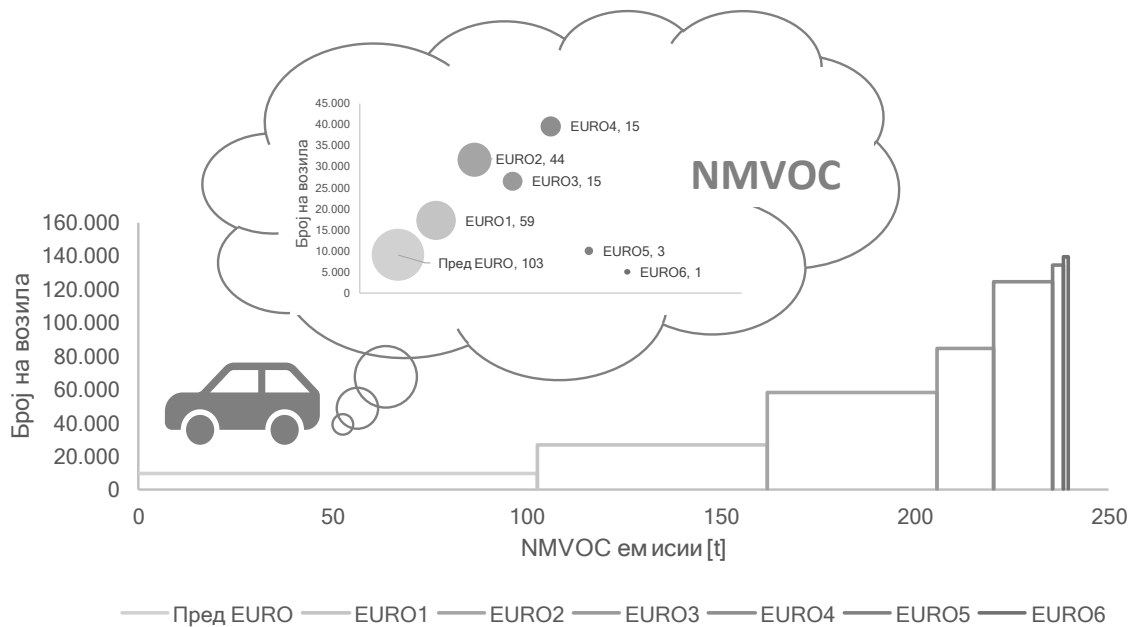 45.000
40.000
35.000
30.000
25.000
20.000
15.000
10.000
5.000
0
Број на возила
EURO4, 15
EURO2, 44
EURO3, 15
EURO1, 59
EURO5, 3
Пред EURO, 103
EURO6, 1
NMVOC
160.000
140.000
120.000
100.000
80.000
60.000
40.000
20.000
0
Број на возила
0 50 100 150 200 250
NMVOC емисии [t]
Пред EURO EURO1 EURO2 EURO3 EURO4 EURO5 EURO6